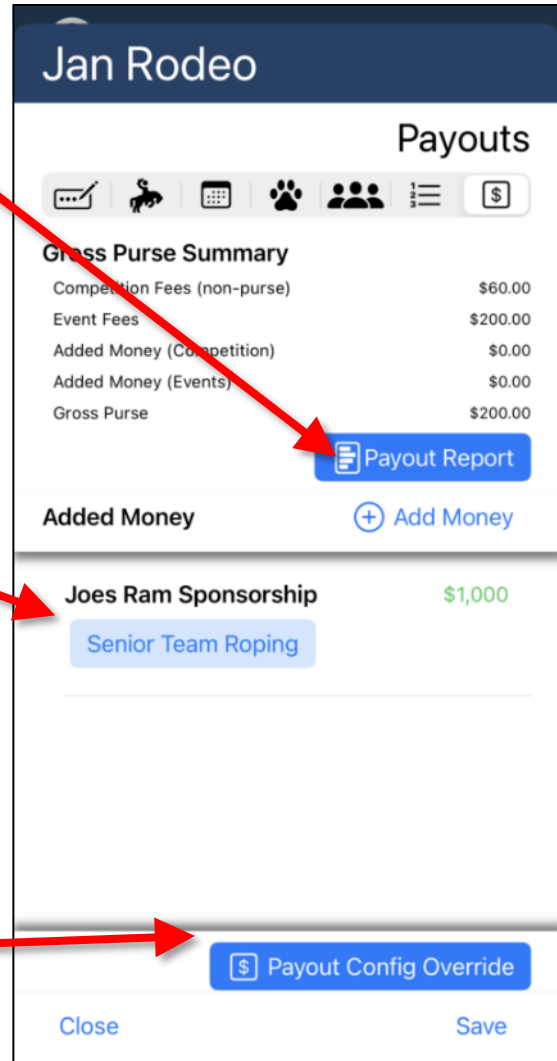 Jan Rodeo
Payouts
Gross Purse Summary
Competition Fees (non-purse) $60.00
Event Fees $200.00
Added Money (Competition) $0.00
Added Money (Events) $0.00
Gross Purse $200.00
Payout Report
Added Money Add Money
Joes Ram Sponsorship $1,000
Senior Team Roping
$ Payout Config Override
Close Save